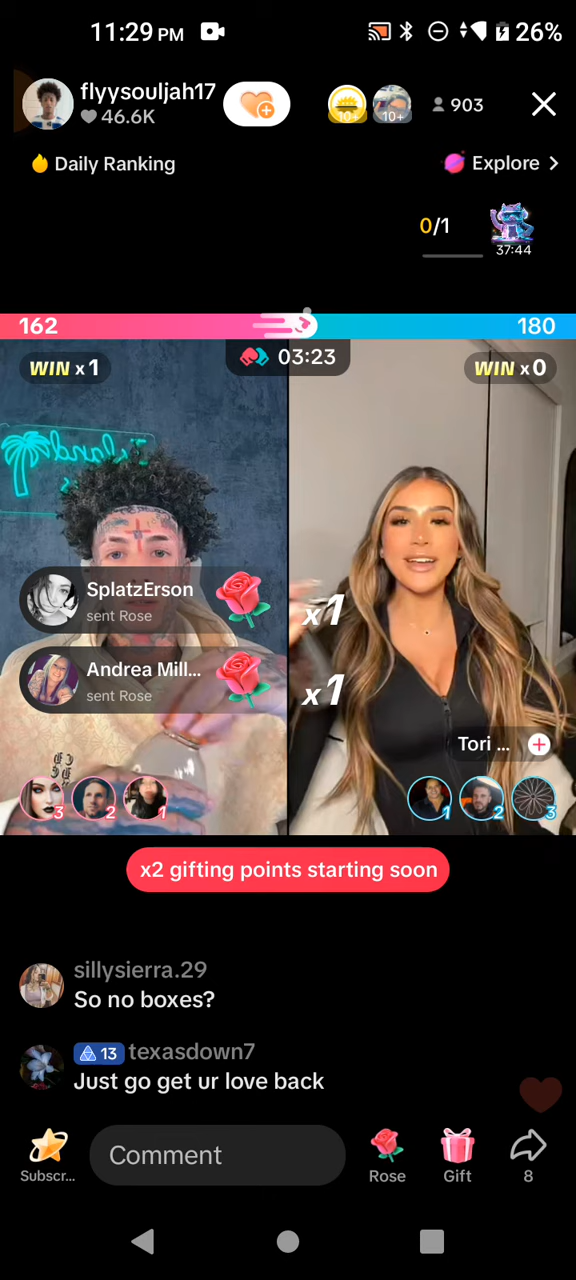 11:29 PM
26%
flyysouljah17
46.6K
10+
10+
903
Daily Ranking
Explore >
0/1
37:44
162
180
WIN x 1
03:23
WIN x 0
SplatzErson
sent Rose
x1
Andrea Mill...
sent Rose
x1
Tori ...
3
2
1
1
2
3
x2 gifting points starting soon
sillysierra.29
So no boxes?
13 texasdown7
Just go get ur love back
Subscr...
Comment
Rose
Gift
8